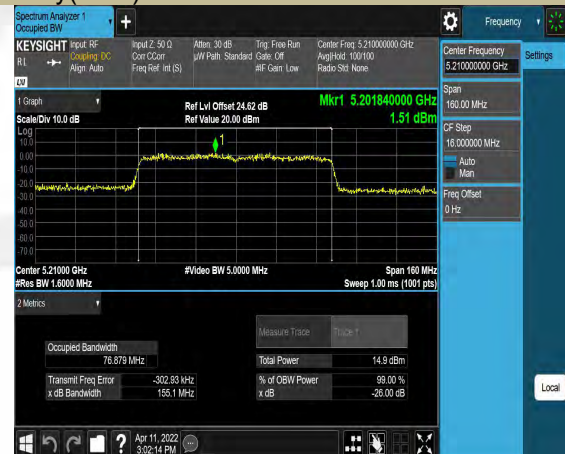 Spectrum Analyzer 1
Occupied BW
Frequency
KEYSIGHT
RL
LXI
Input: RF
Coupling: DC
Align: Auto
Input Z: 50 Ω
Corr CCorr
Freq Ref: Int (S)
Atten: 30 dB
µW Path: Standard
Trig: Free Run
Gate: Off
#IF Gain: Low
Center Freq: 5.210000000 GHz
Avg|Hold: 100/100
Radio Std: None
Center Frequency
5.210000000 GHz
Settings
Span
160.00 MHz
CF Step
16.000000 MHz
Auto
Man
Freq Offset
0 Hz
1 Graph
Scale/Div 10.0 dB
Ref Lvl Offset 24.62 dB
Ref Value 20.00 dBm
Mkr1 5.201840000 GHz
1.51 dBm
Log
10.0
0.00
-10.0
-20.0
-30.0
-40.0
-50.0
-60.0
-70.0
1
Center 5.21000 GHz
#Video BW 5.0000 MHz
Span 160 MHz
#Res BW 1.6000 MHz
Sweep 1.00 ms (1001 pts)
2 Metrics
Measure Trace
Trace 1
Occupied Bandwidth
76.879 MHz
Total Power
14.9 dBm
Transmit Freq Error
-302.93 kHz
% of OBW Power
99.00 %
x dB Bandwidth
155.1 MHz
x dB
-26.00 dB
Local
Apr 11, 2022
3:02:14 PM